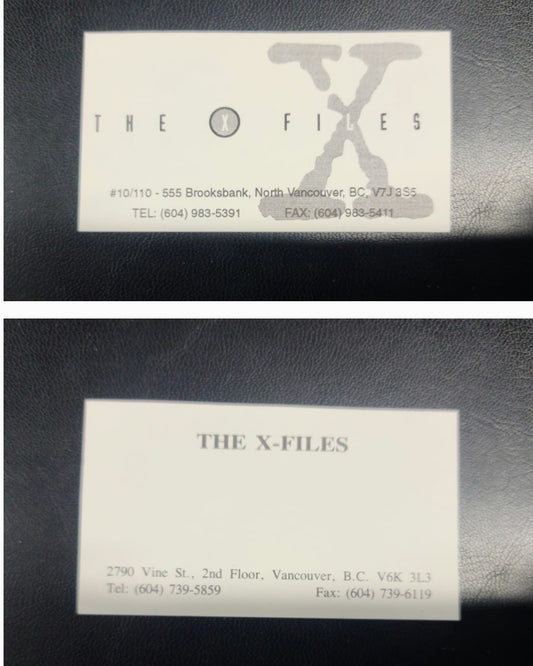 THE X FILES
#10/110 - 555 Brooksbank, North Vancouver, BC, V7J 3S5
TEL: (604) 983-5391 FAX: (604) 983-5411
THE X-FILES
2790 Vine St., 2nd Floor, Vancouver, B.C. V6K 3L3
Tel: (604) 739-5859 Fax: (604) 739-6119